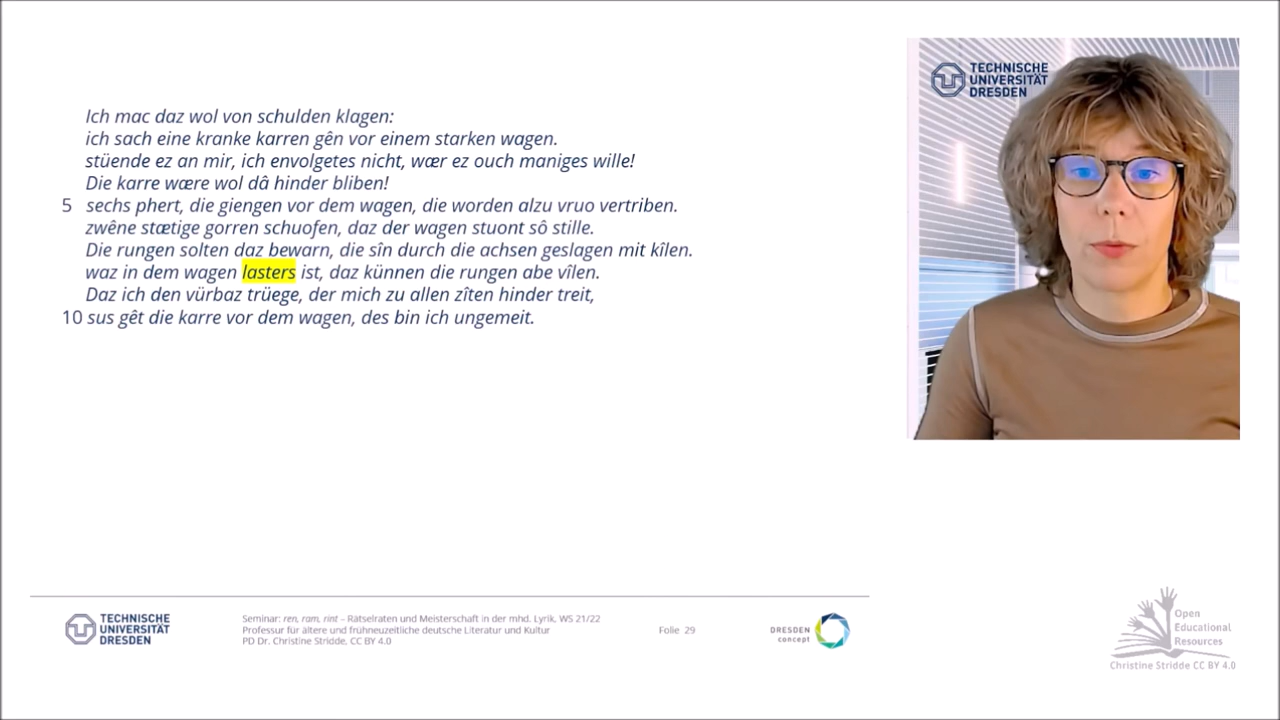 Ich mac daz wol von schulden klagen:
ich sach eine kranke karren gên vor einem starken wagen.
stüende ez an mir, ich envolgetes nicht, wær ez ouch maniges wille!
Die karre wære wol dâ hinder bliben!
5 sechs phert, die giengen vor dem wagen, die worden alzu vruo vertriben.
zwêne stætige gorren schuofen, daz der wagen stuont sô stille.
Die rungen solten daz bewarn, die sîn durch die achsen geslagen mit kîlen.
waz in dem wagen lasters ist, daz künnen die rungen abe vîlen.
Daz ich den vürbaz trüege, der mich zu allen zîten hinder treit,
10 sus gêt die karre vor dem wagen, des bin ich ungemeit.
TECHNISCHE
UNIVERSITÄT
DRESDEN
TECHNISCHE
UNIVERSITÄT
DRESDEN
Seminar: ren, ram, rint – Rätselraten und Meisterschaft in der mhd. Lyrik, WS 21/22
Professur für ältere und frühneuzeitliche deutsche Literatur und Kultur
PD Dr. Christine Stridde, CC BY 4.0
Folie 29
DRESDEN
concept
Open
Educational
Resources
Christine Stridde CC BY 4.0